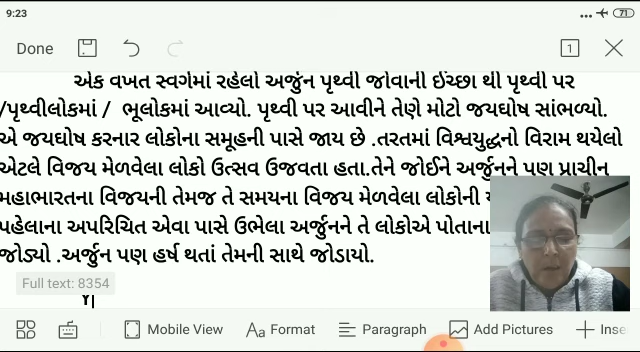 9:23
71
Done
1
એક વખત સ્વર્ગમાં રહેલો અર્જુન પૃથ્વી જોવાની ઈચ્છા થી પૃથ્વી પર
/પૃથ્વીલોકમાં / ભૂલોકમાં આવ્યો. પૃથ્વી પર આવીને તેણે મોટો જયઘોષ સાંભળ્યો.
એ જયઘોષ કરનાર લોકોના સમૂહની પાસે જાય છે .તરતમાં વિશ્વયુદ્ધનો વિરામ થયેલો
એટલે વિજય મેળવેલા લોકો ઉત્સવ ઉજવતા હતા.તેને જોઈને અર્જુનને પણ પ્રાચીન
મહાભારતના વિજયની તેમજ તે સમયના વિજય મેળવેલા લોકોની
પહેલાના અપરિચિત એવા પાસે ઉભેલા અર્જુનને તે લોકોએ પોતાના
જોડ્યો .અર્જુન પણ હર્ષ થતાં તેમની સાથે જોડાયો.
Full text: 8354
Mobile View
Aa Format
Paragraph
Add Pictures
Inse